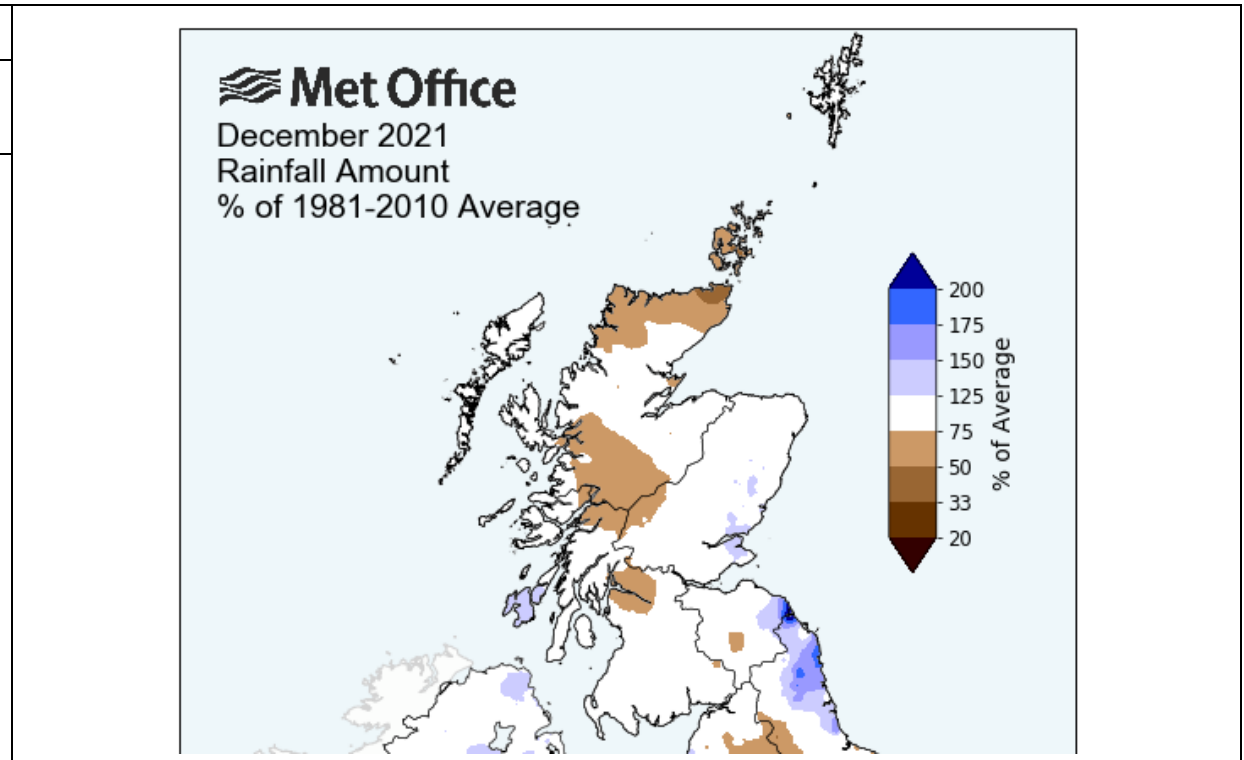 Met Office
December 2021
Rainfall Amount
% of 1981-2010 Average
200
175
150
125
75
50
33
20
% of Average